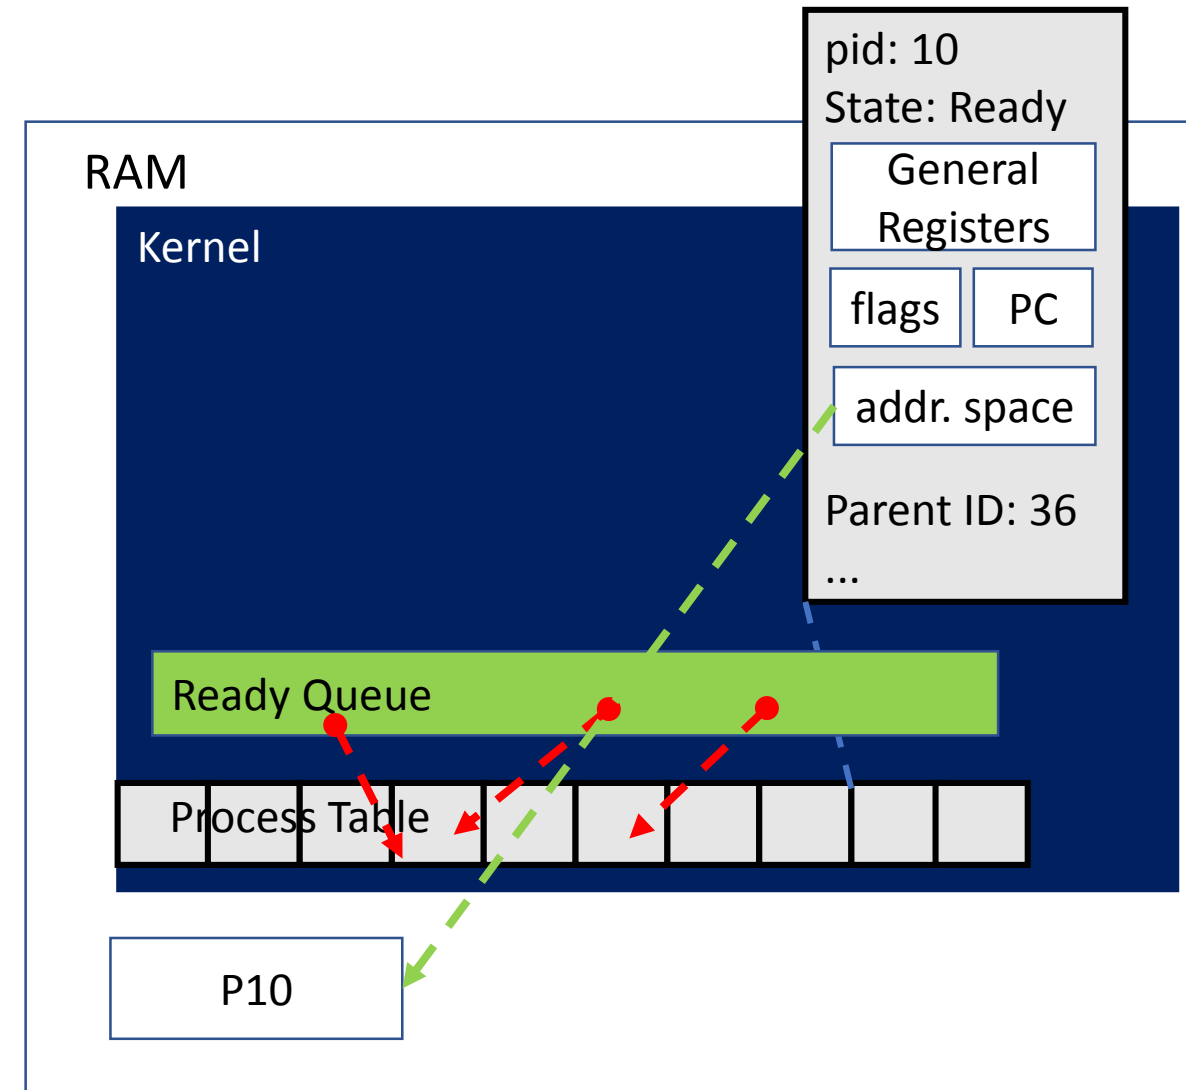 pid: 10
State: Ready
General
Registers
flags
PC
addr. space
Parent ID: 36
...
RAM
Kernel
Ready Queue
Process Table
P10